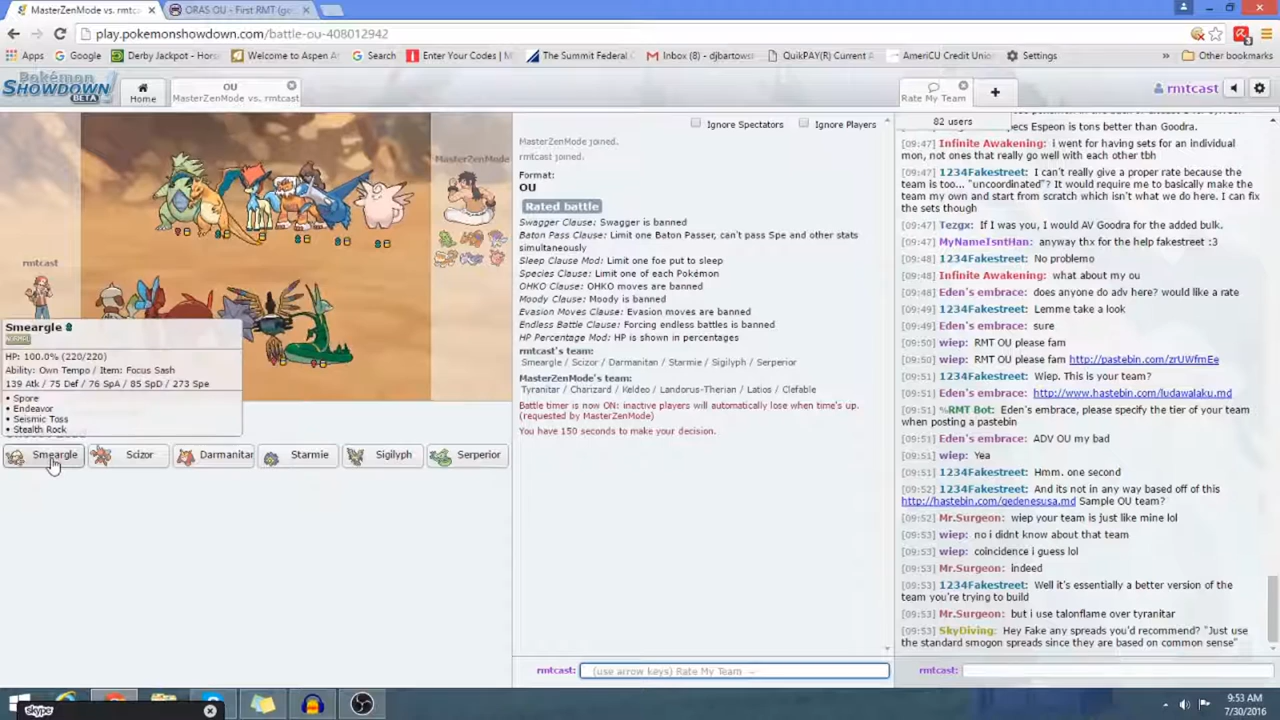 MasterZenMode vs. rmtc
ORAS OU - First RMT (ge
play.pokemonshowdown.com/battle-ou-408012942
Apps
Google
Derby Jackpot - Hors
Welcome to Aspen A
Search
Enter Your Codes |
The Summit Federal C
Inbox (2) - djbartows
QuikPAY(R) Current A
AmeriCU Credit Unio
Settings
»
Other bookmarks
Pokémon
SHOWDOWN
BETA
Home
OU
MasterZenMode vs. rmtcast
Rate My Team
+
rmtcast
82 users
MasterZenMode
rmtcast
Smeargle
NORMAL
HP: 100.0% (220/220)
Ability: Own Tempo / Item: Focus Sash
139 Atk / 75 Def / 76 SpA / 85 SpD / 273 Spe
• Spore
• Endeavor
• Seismic Toss
• Stealth Rock
Smeargle
Scizor
Darmanitan
Starmie
Sigilyph
Serperior
Ignore Spectators
Ignore Players
MasterZenMode joined.
rmtcast joined.
Format:
OU
Rated battle
Swagger Clause: Swagger is banned
Baton Pass Clause: Limit one Baton Passer, can't pass Spe and other stats
simultaneously
Sleep Clause Mod: Limit one foe put to sleep
Species Clause: Limit one of each Pokémon
OHKO Clause: OHKO moves are banned
Moody Clause: Moody is banned
Evasion Moves Clause: Evasion moves are banned
Endless Battle Clause: Forcing endless battles is banned
HP Percentage Mod: HP is shown in percentages
rmtcast's team:
Smeargle / Scizor / Darmanitan / Starmie / Sigilyph / Serperior
MasterZenMode's team:
Tyranitar / Charizard / Keldeo / Landorus-Therian / Latios / Clefable
Battle timer is now ON: inactive players will automatically lose when time's up.
(requested by MasterZenMode)
You have 150 seconds to make your decision.
rmtcast:
(use arrow keys) Rate My Team →
ecs Espeon is tons better than Goodra.
[09:47] Infinite Awakening: i went for having sets for an individual
mon, not ones that really go well with each other tbh
[09:47] 1234Fakestreet: I can't really give a proper rate because the
team is too... "uncoordinated"? It would require me to basically make the
team my own and start from scratch which isn't what we do here. I can fix
the sets though
[09:47] Tezgx: If I was you, I would AV Goodra for the added bulk.
[09:47] MyNameIsntHan: anyway thx for the help fakestreet :3
[09:48] 1234Fakestreet: No problemo
[09:48] Infinite Awakening: what about my ou
[09:48] Eden's embrace: does anyone do adv here? would like a rate
[09:49] 1234Fakestreet: Lemme take a look
[09:49] Eden's embrace: sure
[09:50] wiep: RMT OU please fam
[09:50] wiep: RMT OU please fam http://pastebin.com/zrUWfmEe
[09:51] 1234Fakestreet: Wiep. This is your team?
[09:51] Eden's embrace: http://www.hastebin.com/ludawalaku.md
[09:51] %RMT Bot: Eden's embrace, please specify the tier of your team
when posting a pastebin
[09:51] Eden's embrace: ADV OU my bad
[09:51] wiep: Yea
[09:51] 1234Fakestreet: Hmm. one second
[09:52] 1234Fakestreet: And its not in any way based off of this
http://hastebin.com/qedenesusa.md Sample OU team?
[09:52] Mr.Surgeon: wiep your team is just like mine lol
[09:53] wiep: no i didnt know about that team
[09:53] wiep: coincidence i guess lol
[09:53] Mr.Surgeon: indeed
[09:53] 1234Fakestreet: Well it's essentially a better version of the
team you're trying to build
[09:53] Mr.Surgeon: but i use talonflame over tyranitar
[09:53] SkyDiving: Hey Fake any spreads you'd recommend? "Just use
the standard smogon spreads since they are based on common sense"
rmtcast:
skype
9:53 AM
7/30/2016